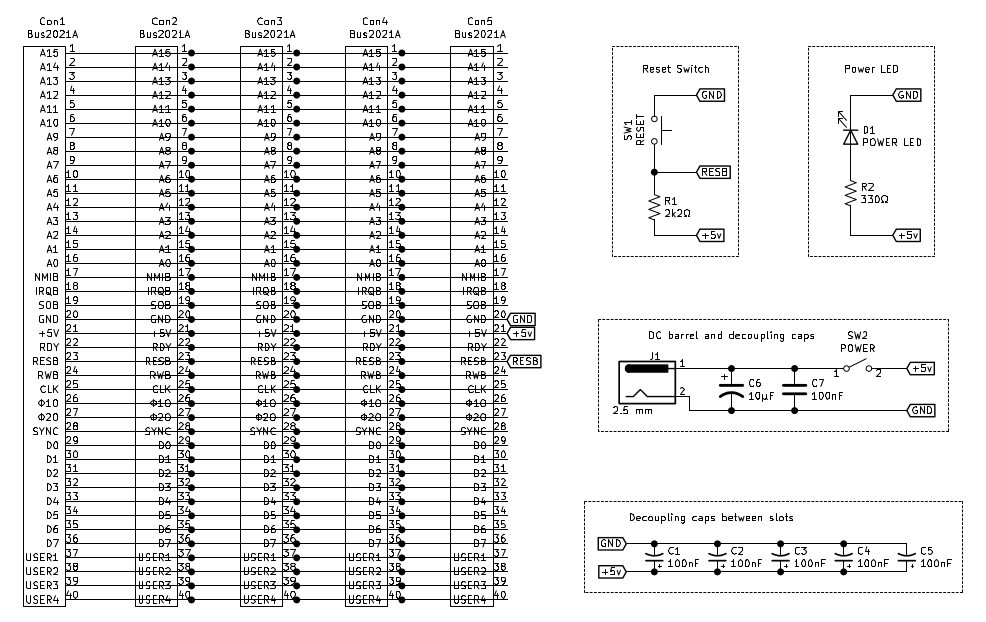 Con1 Con2 Con3 Con4 Con5
Bus2021A Bus2021A Bus2021A Bus2021A Bus2021A
A15 1 A15 1 A15 1 A15 1 A15 1
A14 2 A14 2 A14 2 A14 2 A14 2
A13 3 A13 3 A13 3 A13 3 A13 3
A12 4 A12 4 A12 4 A12 4 A12 4
A11 5 A11 5 A11 5 A11 5 A11 5
A10 6 A10 6 A10 6 A10 6 A10 6
A9 7 A9 7 A9 7 A9 7 A9 7
A8 8 A8 8 A8 8 A8 8 A8 8
A7 9 A7 9 A7 9 A7 9 A7 9
A6 10 A6 10 A6 10 A6 10 A6 10
A5 11 A5 11 A5 11 A5 11 A5 11
A4 12 A4 12 A4 12 A4 12 A4 12
A3 13 A3 13 A3 13 A3 13 A3 13
A2 14 A2 14 A2 14 A2 14 A2 14
A1 15 A1 15 A1 15 A1 15 A1 15
A0 16 A0 16 A0 16 A0 16 A0 16
NMIB 17 NMIB 17 NMIB 17 NMIB 17 NMIB 17
IRQB 18 IRQB 18 IRQB 18 IRQB 18 IRQB 18
SOB 19 SOB 19 SOB 19 SOB 19 SOB 19
GND 20 GND 20 GND 20 GND 20 GND 20 GND
+5V 21 +5V 21 +5V 21 +5V 21 +5V 21 +5v
RDY 22 RDY 22 RDY 22 RDY 22 RDY 22
RESB 23 RESB 23 RESB 23 RESB 23 RESB 23 RESB
RWB 24 RWB 24 RWB 24 RWB 24 RWB 24
CLK 25 CLK 25 CLK 25 CLK 25 CLK 25
Φ1O 26 Φ1O 26 Φ1O 26 Φ1O 26 Φ1O 26
Φ2O 27 Φ2O 27 Φ2O 27 Φ2O 27 Φ2O 27
SYNC 28 SYNC 28 SYNC 28 SYNC 28 SYNC 28
D0 29 D0 29 D0 29 D0 29 D0 29
D1 30 D1 30 D1 30 D1 30 D1 30
D2 31 D2 31 D2 31 D2 31 D2 31
D3 32 D3 32 D3 32 D3 32 D3 32
D4 33 D4 33 D4 33 D4 33 D4 33
D5 34 D5 34 D5 34 D5 34 D5 34
D6 35 D6 35 D6 35 D6 35 D6 35
D7 36 D7 36 D7 36 D7 36 D7 36
USER1 37 USER1 37 USER1 37 USER1 37 USER1 37
USER2 38 USER2 38 USER2 38 USER2 38 USER2 38
USER3 39 USER3 39 USER3 39 USER3 39 USER3 39
USER4 40 USER4 40 USER4 40 USER4 40 USER4 40
Reset Switch
GND
SW1
RESET
RESB
R1
2k2Ω
+5v
Power LED
GND
D1
POWER LED
R2
330Ω
+5v
DC barrel and decoupling caps
SW2
POWER
J1
1
2
2.5 mm
C6
10µF
C7
100nF
1 2
+5v
GND
Decoupling caps between slots
GND
+5v
C1 C2 C3 C4 C5
100nF 100nF 100nF 100nF 100nF